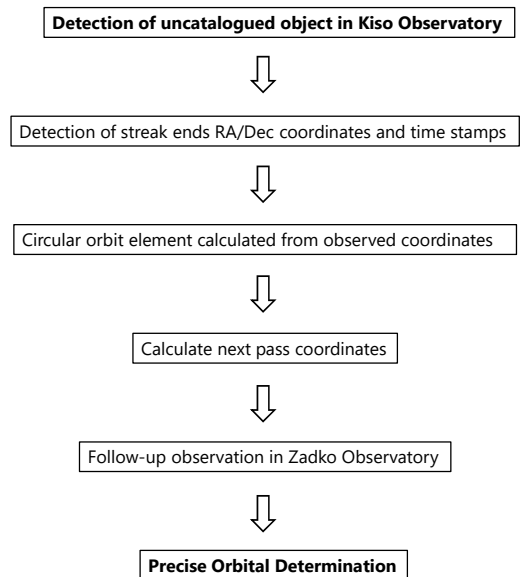 Detection of uncatalogued object in Kiso Observatory
Detection of streak ends RA/Dec coordinates and time stamps
Circular orbit element calculated from observed coordinates
Calculate next pass coordinates
Follow-up observation in Zadko Observatory
Precise Orbital Determination